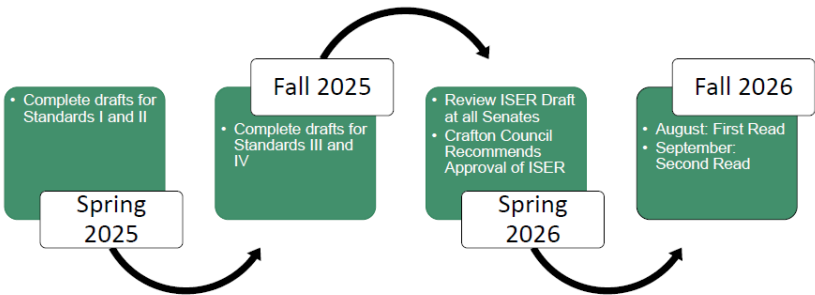 • Complete drafts for
Standards I and II
Spring
2025
Fall 2025
• Complete drafts for
Standards III and
IV
• Review ISER Draft
at all Senates
• Crafton Council
Recommends
Approval of ISER
Spring
2026
Fall 2026
• August: First Read
• September:
Second Read